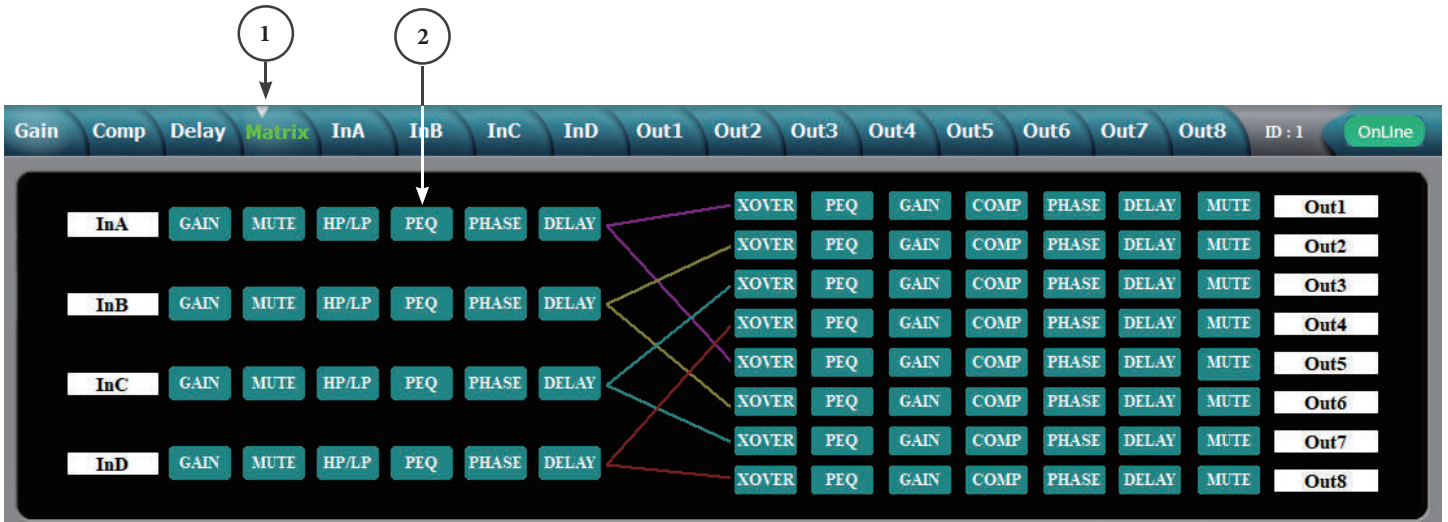 1 2
Gain Comp Delay Matrix InA InB InC InD Out1 Out2 Out3 Out4 Out5 Out6 Out7 Out8 ID : 1 OnLine
InA GAIN MUTE HP/LP PEQ PHASE DELAY
InB GAIN MUTE HP/LP PEQ PHASE DELAY
InC GAIN MUTE HP/LP PEQ PHASE DELAY
InD GAIN MUTE HP/LP PEQ PHASE DELAY
XOVER PEQ GAIN COMP PHASE DELAY MUTE Out1
XOVER PEQ GAIN COMP PHASE DELAY MUTE Out2
XOVER PEQ GAIN COMP PHASE DELAY MUTE Out3
XOVER PEQ GAIN COMP PHASE DELAY MUTE Out4
XOVER PEQ GAIN COMP PHASE DELAY MUTE Out5
XOVER PEQ GAIN COMP PHASE DELAY MUTE Out6
XOVER PEQ GAIN COMP PHASE DELAY MUTE Out7
XOVER PEQ GAIN COMP PHASE DELAY MUTE Out8